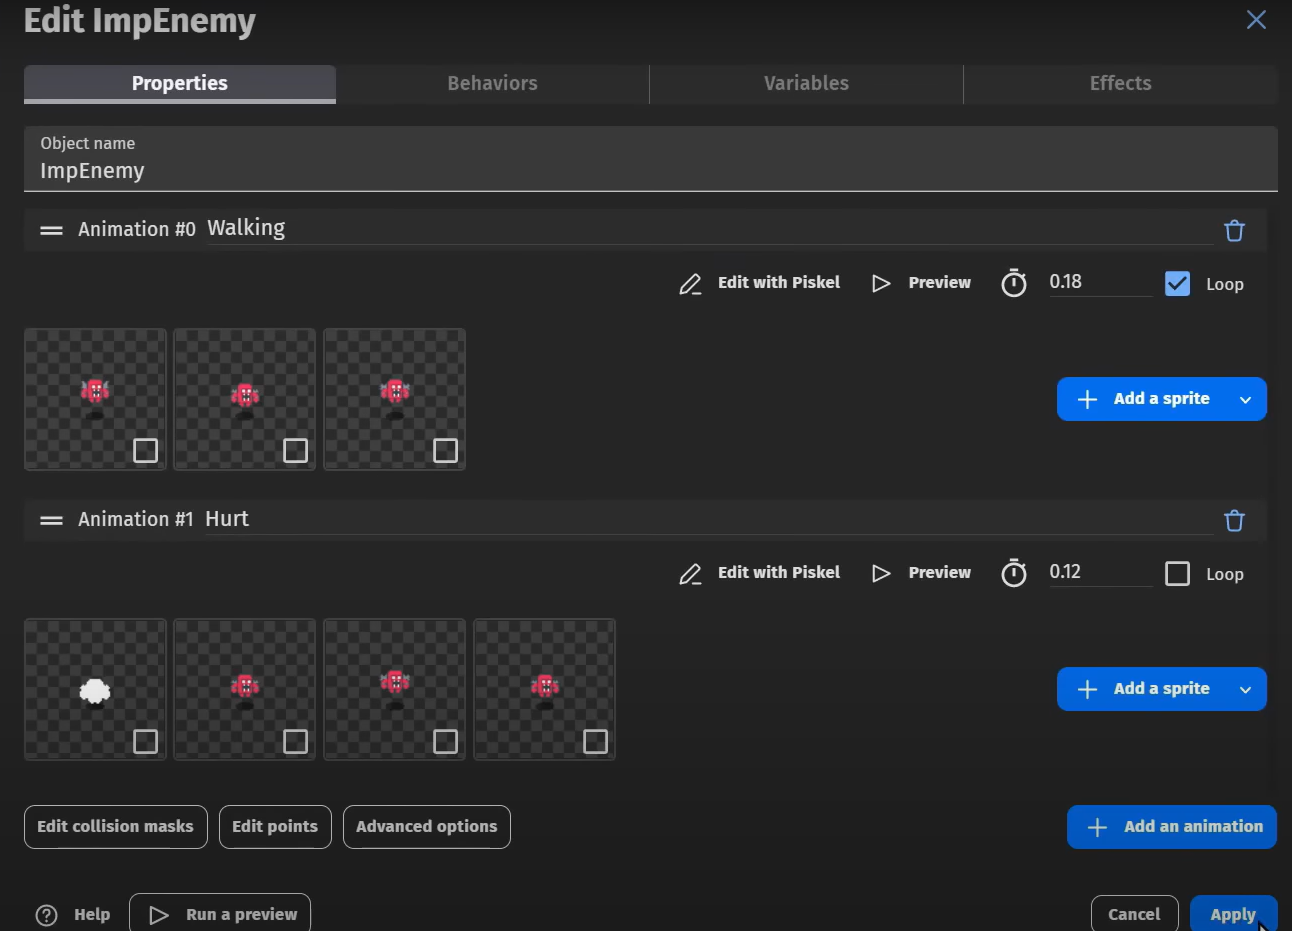 Edit ImpEnemy
Properties
Behaviors
Variables
Effects
Object name
ImpEnemy
Animation #0 Walking
Edit with Piskel
Preview
0.18
Loop
Add a sprite
Animation #1 Hurt
Edit with Piskel
Preview
0.12
Loop
Add a sprite
Edit collision masks
Edit points
Advanced options
Add an animation
Help
Run a preview
Cancel
Apply